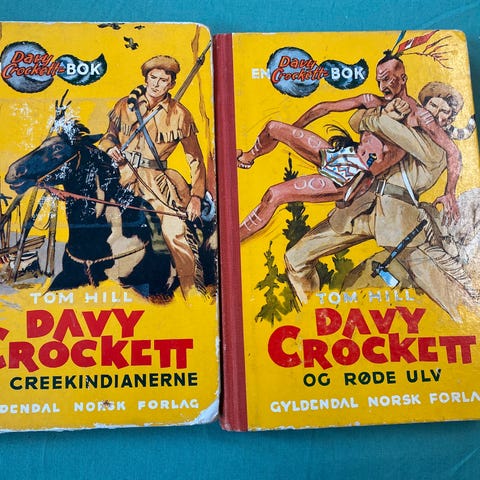 Davy
Crockett-BOK
TOM HILL
DAVY
CROCKETT
CREEKINDIANERNE
GYLDENDAL NORSK FORLAG
EN Davy
Crockett-BOK
TOM HILL
DAVY
CROCKETT
OG RØDE ULV
GYLDENDAL NORSK FORLA